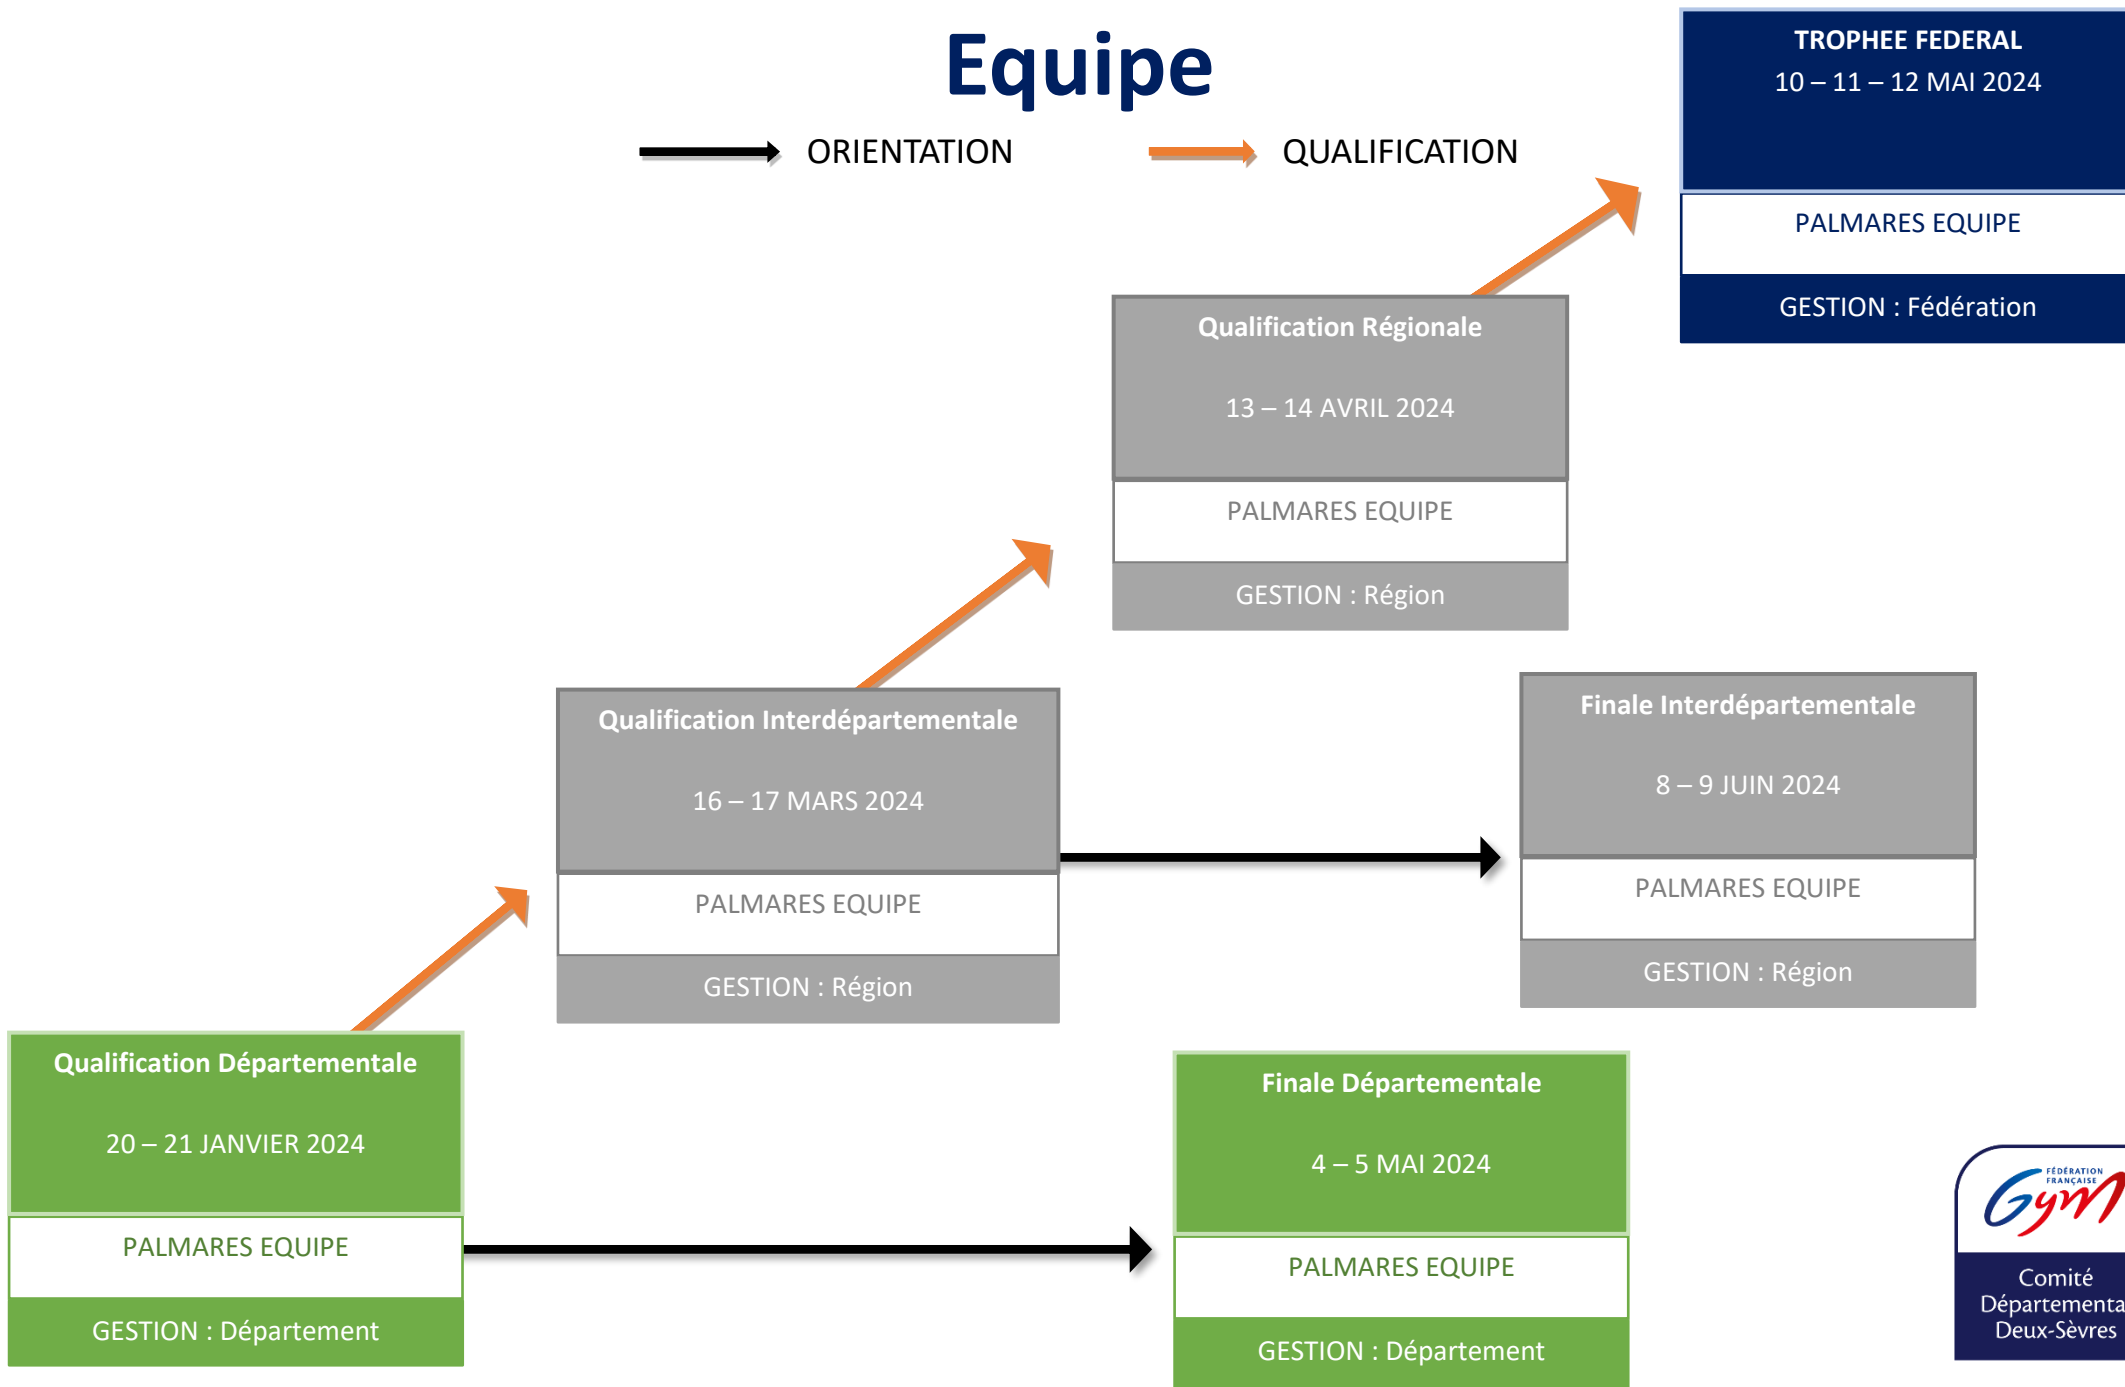 Equipe
ORIENTATION
QUALIFICATION
TROPHEE FEDERAL
10 – 11 – 12 MAI 2024
PALMARES EQUIPE
GESTION : Fédération
Qualification Régionale
13 – 14 AVRIL 2024
PALMARES EQUIPE
GESTION : Région
Qualification Interdépartementale
16 – 17 MARS 2024
PALMARES EQUIPE
GESTION : Région
Finale Interdépartementale
8 – 9 JUIN 2024
PALMARES EQUIPE
GESTION : Région
Qualification Départementale
20 – 21 JANVIER 2024
PALMARES EQUIPE
GESTION : Département
Finale Départementale
4 – 5 MAI 2024
PALMARES EQUIPE
GESTION : Département
FÉDÉRATION
FRANÇAISE
Gym
Comité
Départementa
Deux-Sèvres